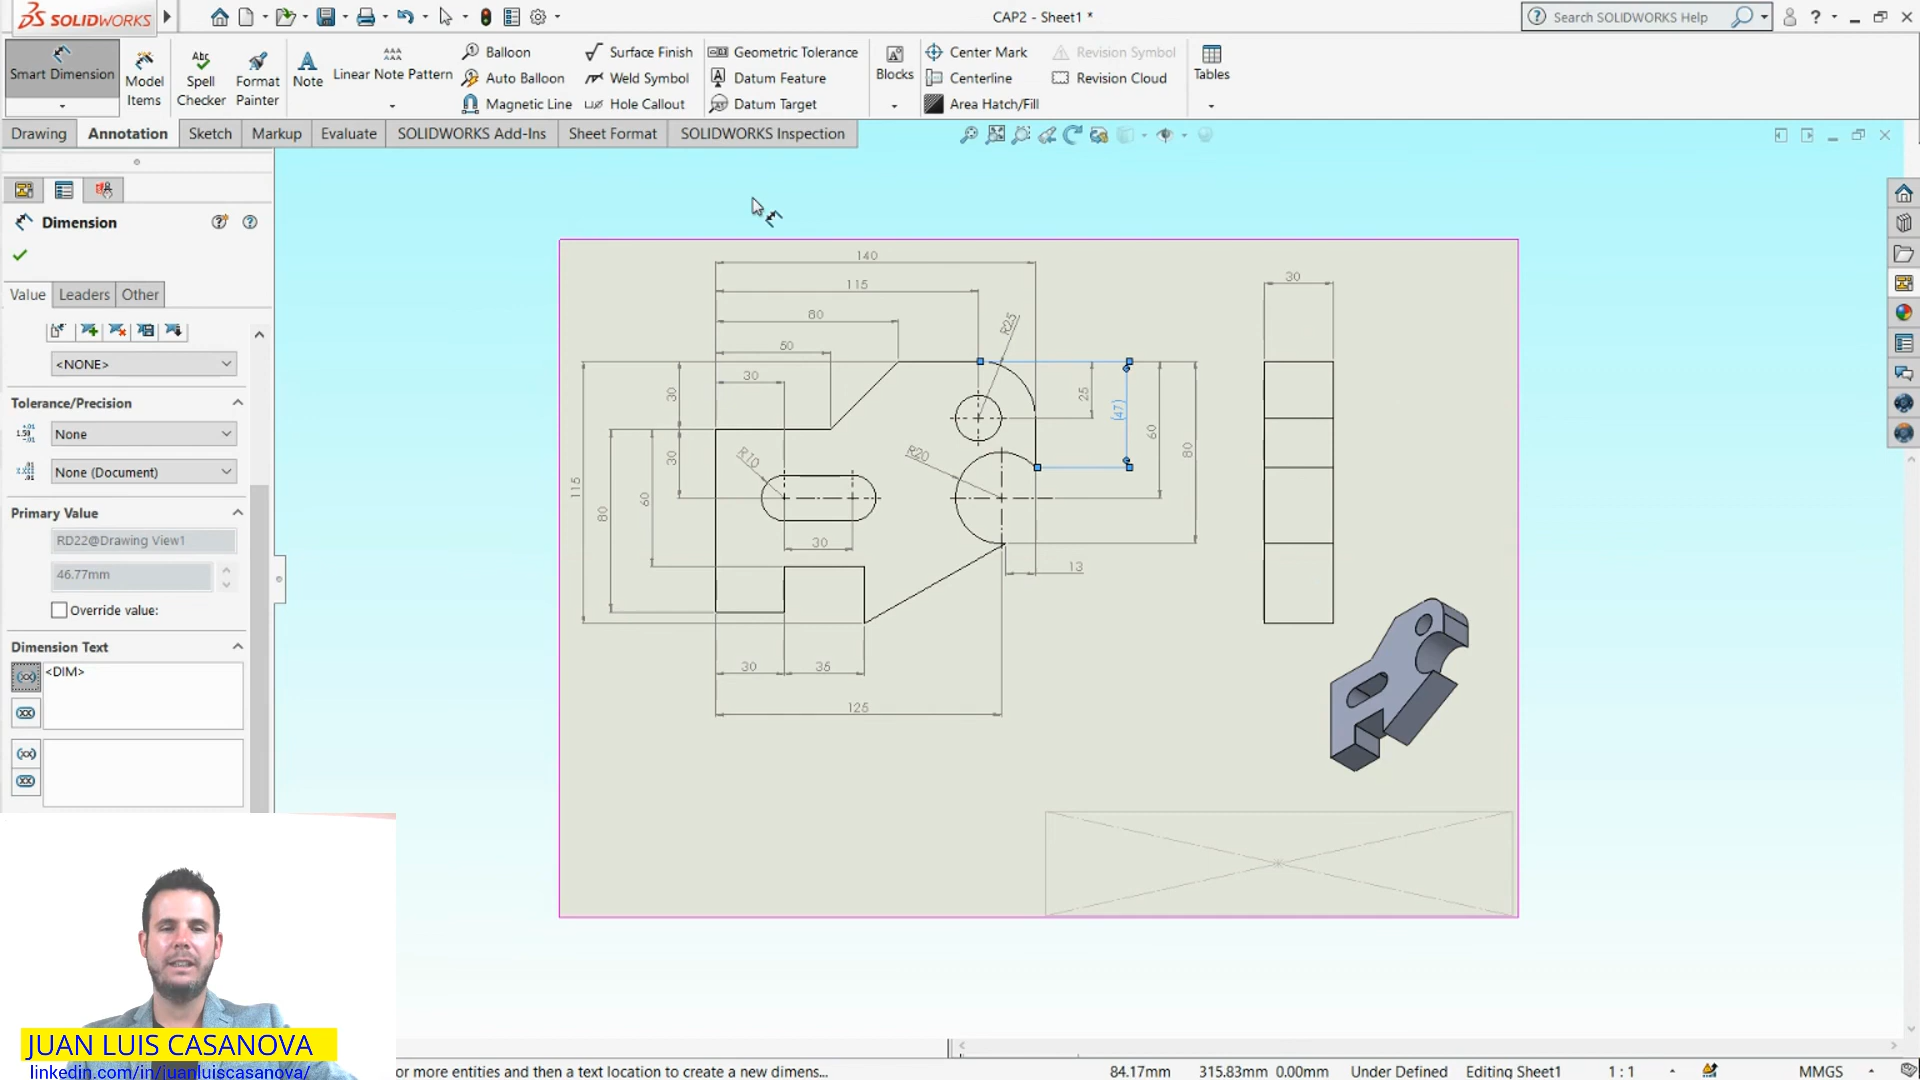 SOLIDWORKS
CAP2 - Sheet1 *
Search SOLIDWORKS Help
Smart Dimension
Model Items
Spell Checker
Format Painter
Note
Linear Note Pattern
Balloon
Auto Balloon
Magnetic Line
Surface Finish
Weld Symbol
Hole Callout
Geometric Tolerance
Datum Feature
Datum Target
Blocks
Center Mark
Centerline
Area Hatch/Fill
Revision Symbol
Revision Cloud
Tables
Drawing
Annotation
Sketch
Markup
Evaluate
SOLIDWORKS Add-Ins
Sheet Format
SOLIDWORKS Inspection
Dimension
Value
Leaders
Other
<NONE>
Tolerance/Precision
None
None (Document)
Primary Value
RD22@Drawing View1
46.77mm
Override value:
Dimension Text
<DIM>
140
115
80
50
30
R25
30
30
R10
R20
25
(47)
60
80
115
80
60
30
30
13
30
35
125
30
JUAN LUIS CASANOVA
linkedin.com/in/juanluiscasanova/
or more entities and then a text location to create a new dimens...
84.17mm
315.83mm
0.00mm
Under Defined
Editing Sheet1
1 : 1
MMGS